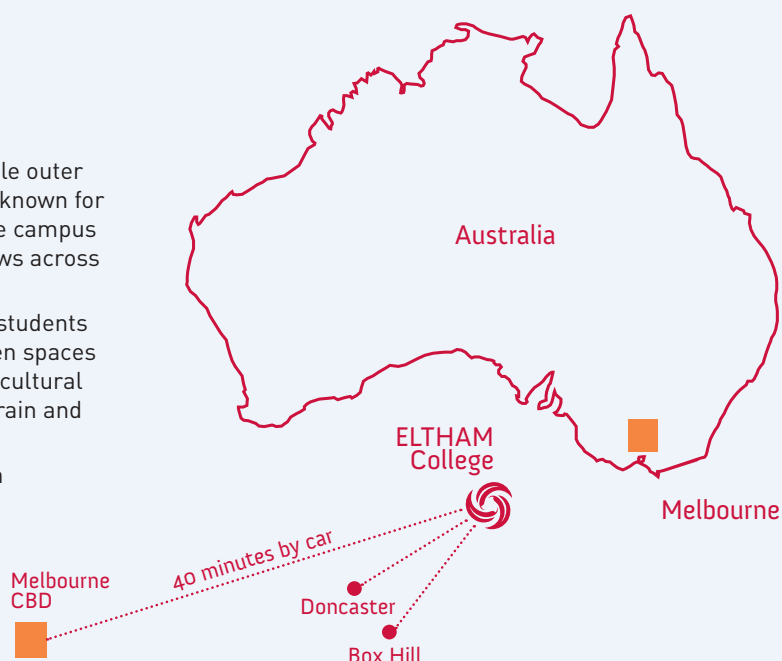 le outer
known for
e campus
ws across
students
en spaces
cultural
rain and
Australia
ELTHAM
College
Melbourne
40 minutes by car
Melbourne
CBD
Doncaster
Box Hill